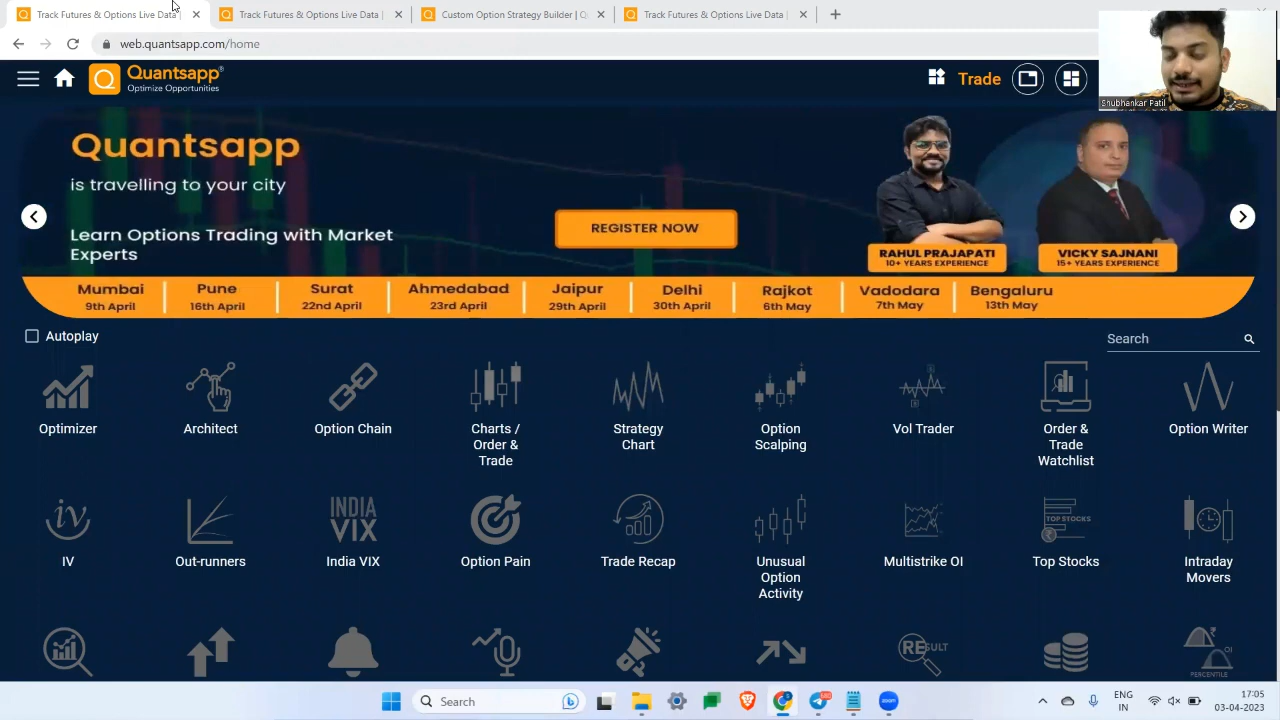 Track Futures & Options Live Data
Track Futures & Options Live Data
Custom Option Strategy Builder | Q
Track Futures & Options Live Data
web.quantsapp.com/home
Quantsapp
Optimize Opportunities
Trade
Shubhankar Patil
Quantsapp
is travelling to your city
Learn Options Trading with Market
Experts
REGISTER NOW
RAHUL PRAJAPATI
10+ YEARS EXPERIENCE
VICKY SAJNANI
15+ YEARS EXPERIENCE
Mumbai
9th April
Pune
16th April
Surat
22nd April
Ahmedabad
23rd April
Jaipur
29th April
Delhi
30th April
Rajkot
6th May
Vadodara
7th May
Bengaluru
13th May
Autoplay
Search
Optimizer
Architect
Option Chain
Charts /
Order &
Trade
Strategy
Chart
Option
Scalping
Vol Trader
Order &
Trade
Watchlist
Option Writer
iv
IV
Out-runners
INDIA
VIX
India VIX
Option Pain
Trade Recap
Unusual
Option
Activity
Multistrike OI
TOP STOCKS
Top Stocks
Intraday
Movers
RESULT
OI
PERCENTILE
Search
ENG
IN
17:05
03-04-2023